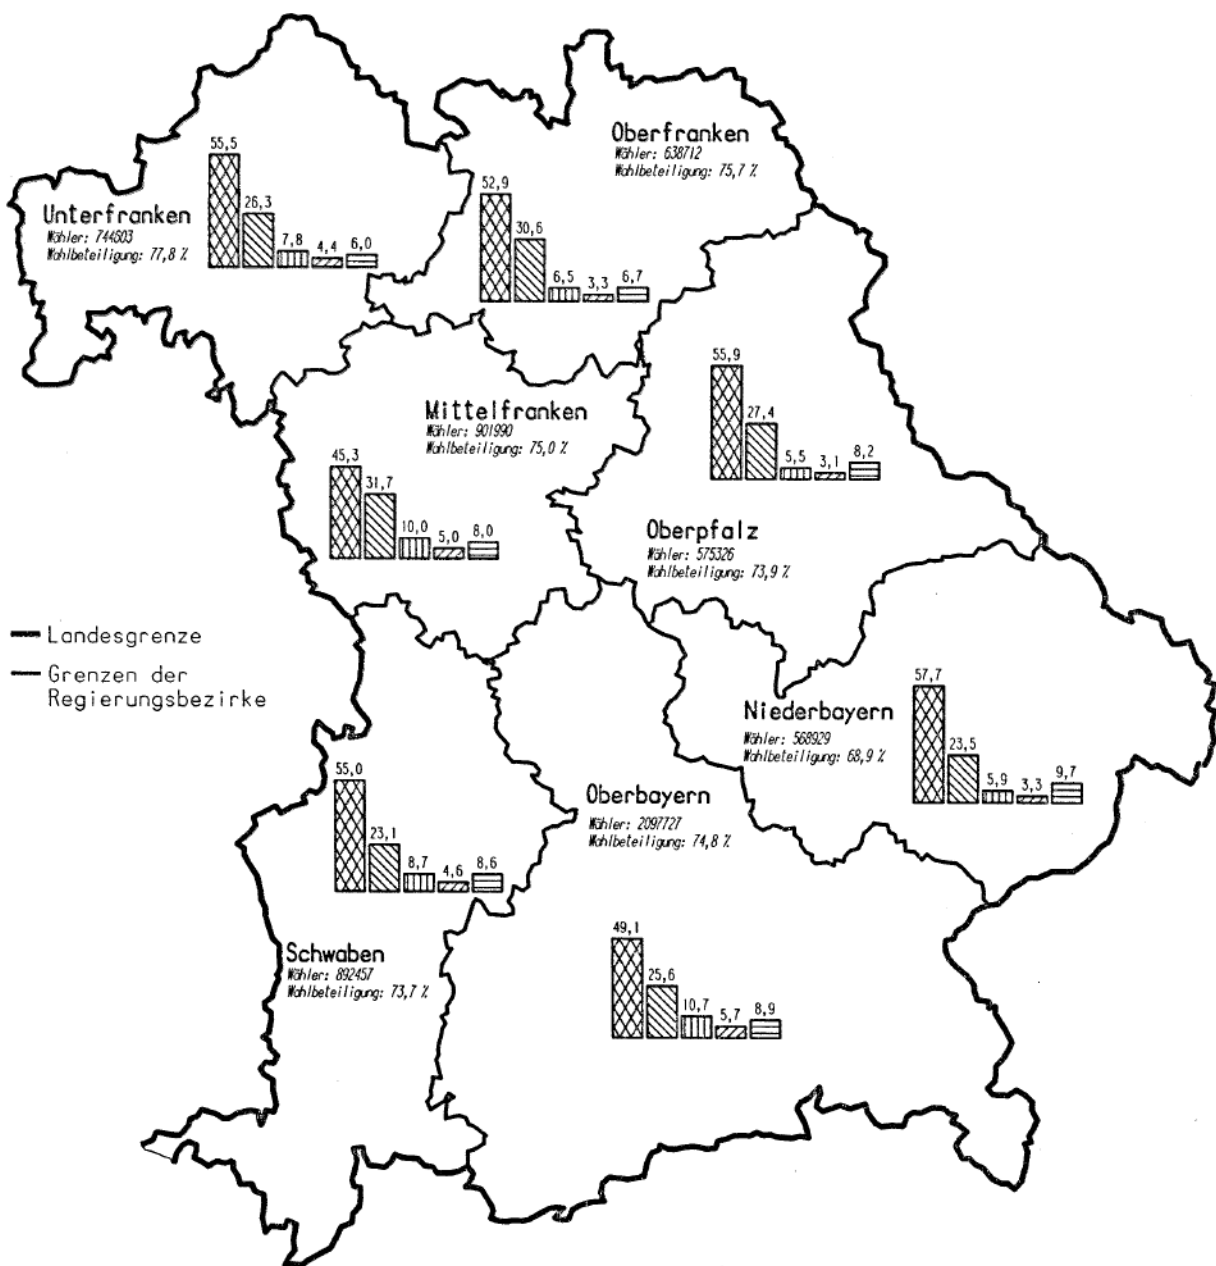 Oberfranken
Wähler: 638712
Wahlbeteiligung: 75,7 %
55,5
26,3
7,8
4,4
6,0
Unterfranken
Wähler: 744603
Wahlbeteiligung: 77,8 %
52,9
30,6
6,5
3,3
6,7
55,9
27,4
5,5
3,1
8,2
Mittelfranken
Wähler: 901990
Wahlbeteiligung: 75,0 %
45,3
31,7
10,0
5,0
8,0
Oberpfalz
Wähler: 575326
Wahlbeteiligung: 73,9 %
Landesgrenze
Grenzen der
Regierungsbezirke
57,7
23,5
5,9
3,3
9,7
Niederbayern
Wähler: 568929
Wahlbeteiligung: 68,9 %
55,0
23,1
8,7
4,6
8,6
Oberbayern
Wähler: 2097727
Wahlbeteiligung: 74,8 %
49,1
25,6
10,7
5,7
8,9
Schwaben
Wähler: 892457
Wahlbeteiligung: 73,7 %